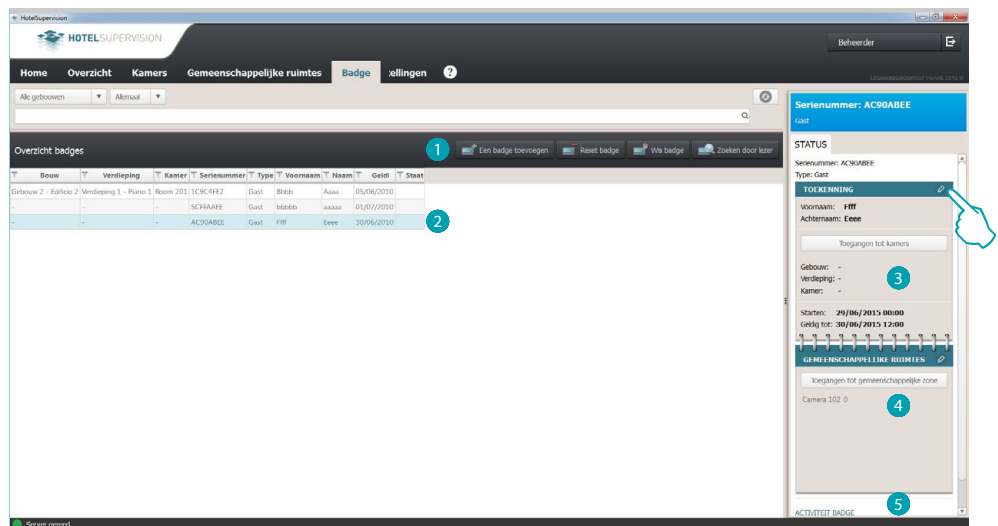 HotelSupervision
HOTELSUPERVISION
Beheerder
Home Overzicht Kamers Gemeenschappelijke ruimtes Badge :ellingen ?
Alle gebouwen Allemaal
Overzicht badges
1
Een badge toevoegen Reset badge Wis badge Zoeken door lezer
Bouw Verdieping Kamer Serienummer Type Voornaam Naam Geldi Staat
Gebouw 2 - Edificio 2 Verdieping 1 - Piano 1 Room 201 1C9C4FE2 Gast Bbbb Aaaa 05/06/2010
- - - SCFFAAEE Gast bbbbb aaaaa 01/07/2010
- - - AC90ABEE Gast Ffff Eeee 30/06/2010
2
Serienummer: AC90ABEE
Gast
STATUS
Serienummer: AC90ABEE
Type: Gast
TOEKENNING
Voornaam: Ffff
Achternaam: Eeee
Toegangen tot kamers
Gebouw: -
Verdieping: -
Kamer: -
3
Starten: 29/06/2015 00:00
Geldig tot: 30/06/2015 12:00
GEMEENSCHAPPELIJKE RUIMTES
Toegangen tot gemeenschappelijke zone
Camera 102 0
4
5
ACTIVITEIT BADGE
Server gereed